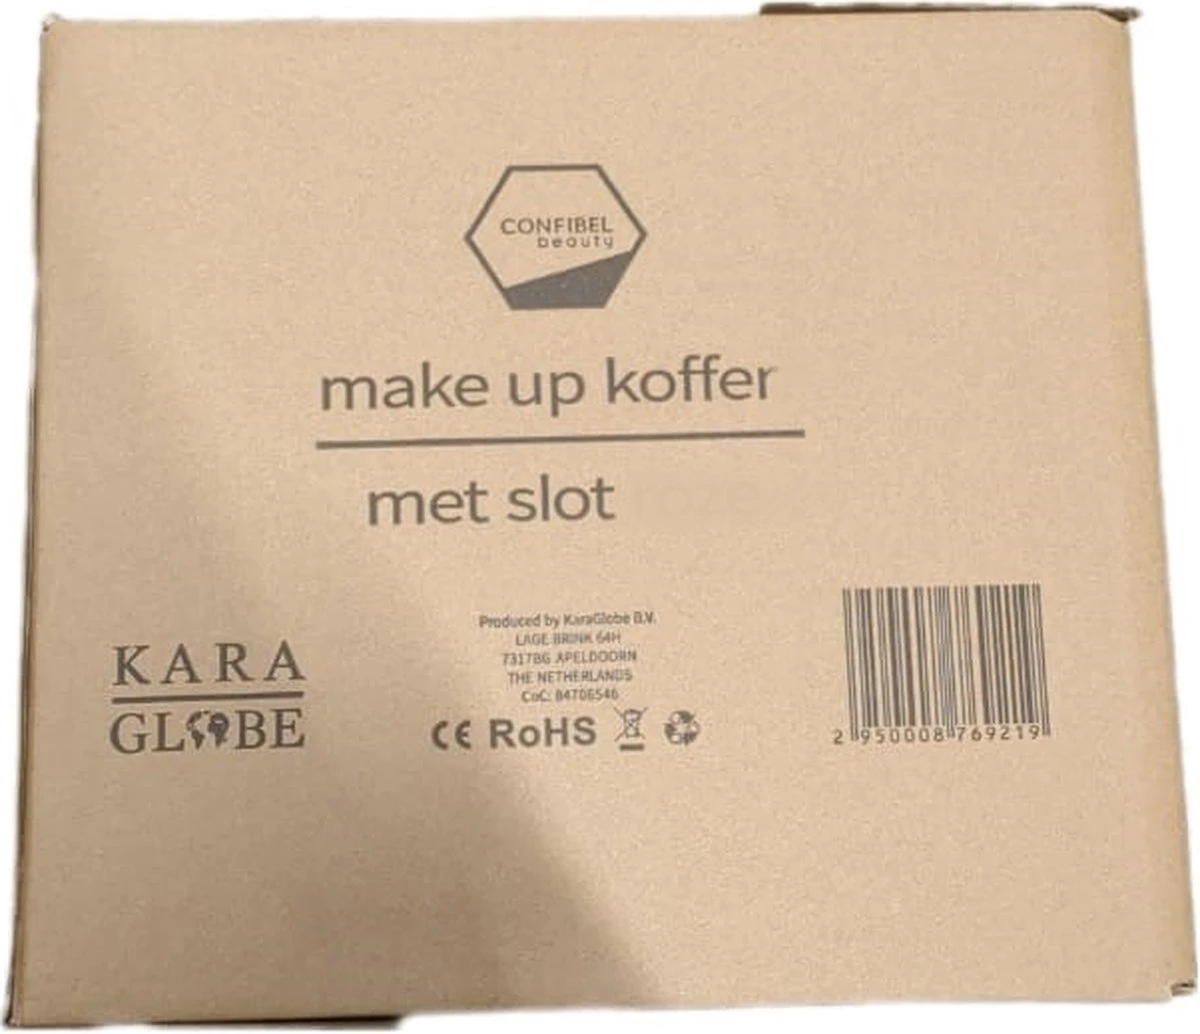 CONFIBEL
beauty
make up koffer
met slot
KARA
GLOBE
Produced by KaraGlobe B.V.
LAGE BRINK 64H
7317BG APELDOORN
THE NETHERLANDS
CoC: 84706546
CE RoHS
2 950008 769219